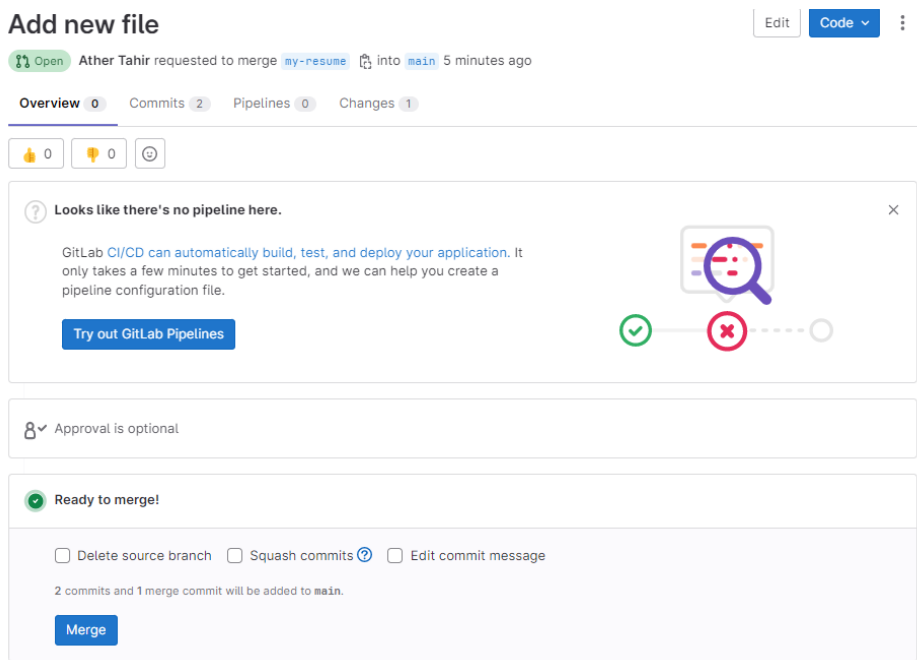 Add new file
Edit
Code
Open Ather Tahir requested to merge my-resume into main 5 minutes ago
Overview 0 Commits 2 Pipelines 0 Changes 1
0 0
Looks like there's no pipeline here.
GitLab CI/CD can automatically build, test, and deploy your application. It
only takes a few minutes to get started, and we can help you create a
pipeline configuration file.
Try out GitLab Pipelines
Approval is optional
Ready to merge!
Delete source branch Squash commits ? Edit commit message
2 commits and 1 merge commit will be added to main.
Merge